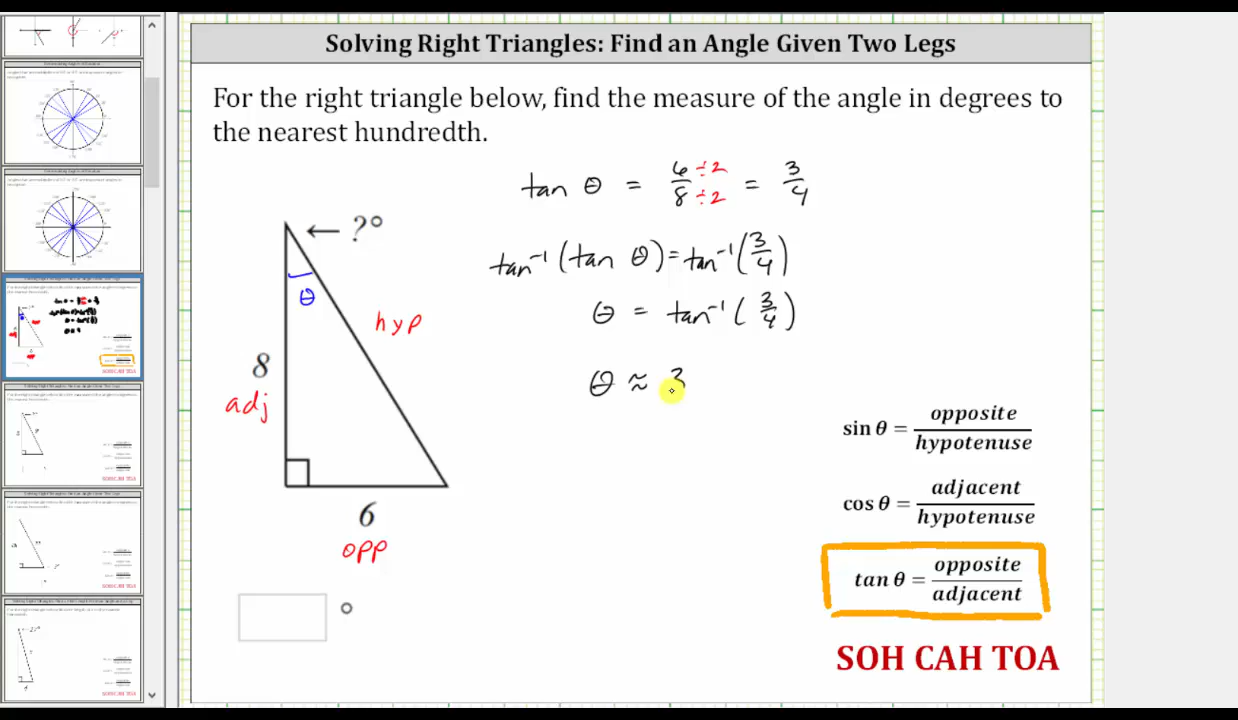 Solving Right Triangles: Find an Angle Given Two Legs
For the right triangle below, find the measure of the angle in degrees to
the nearest hundredth.
tan θ = 6 ÷2 / 8 ÷2 = 3/4
← ?°
θ
tan⁻¹(tan θ) = tan⁻¹(3/4)
θ = tan⁻¹(3/4)
hyp
8
adj
θ ≈ 3
6
opp
°
sin θ = opposite/hypotenuse
cos θ = adjacent/hypotenuse
tan θ = opposite/adjacent
SOH CAH TOA